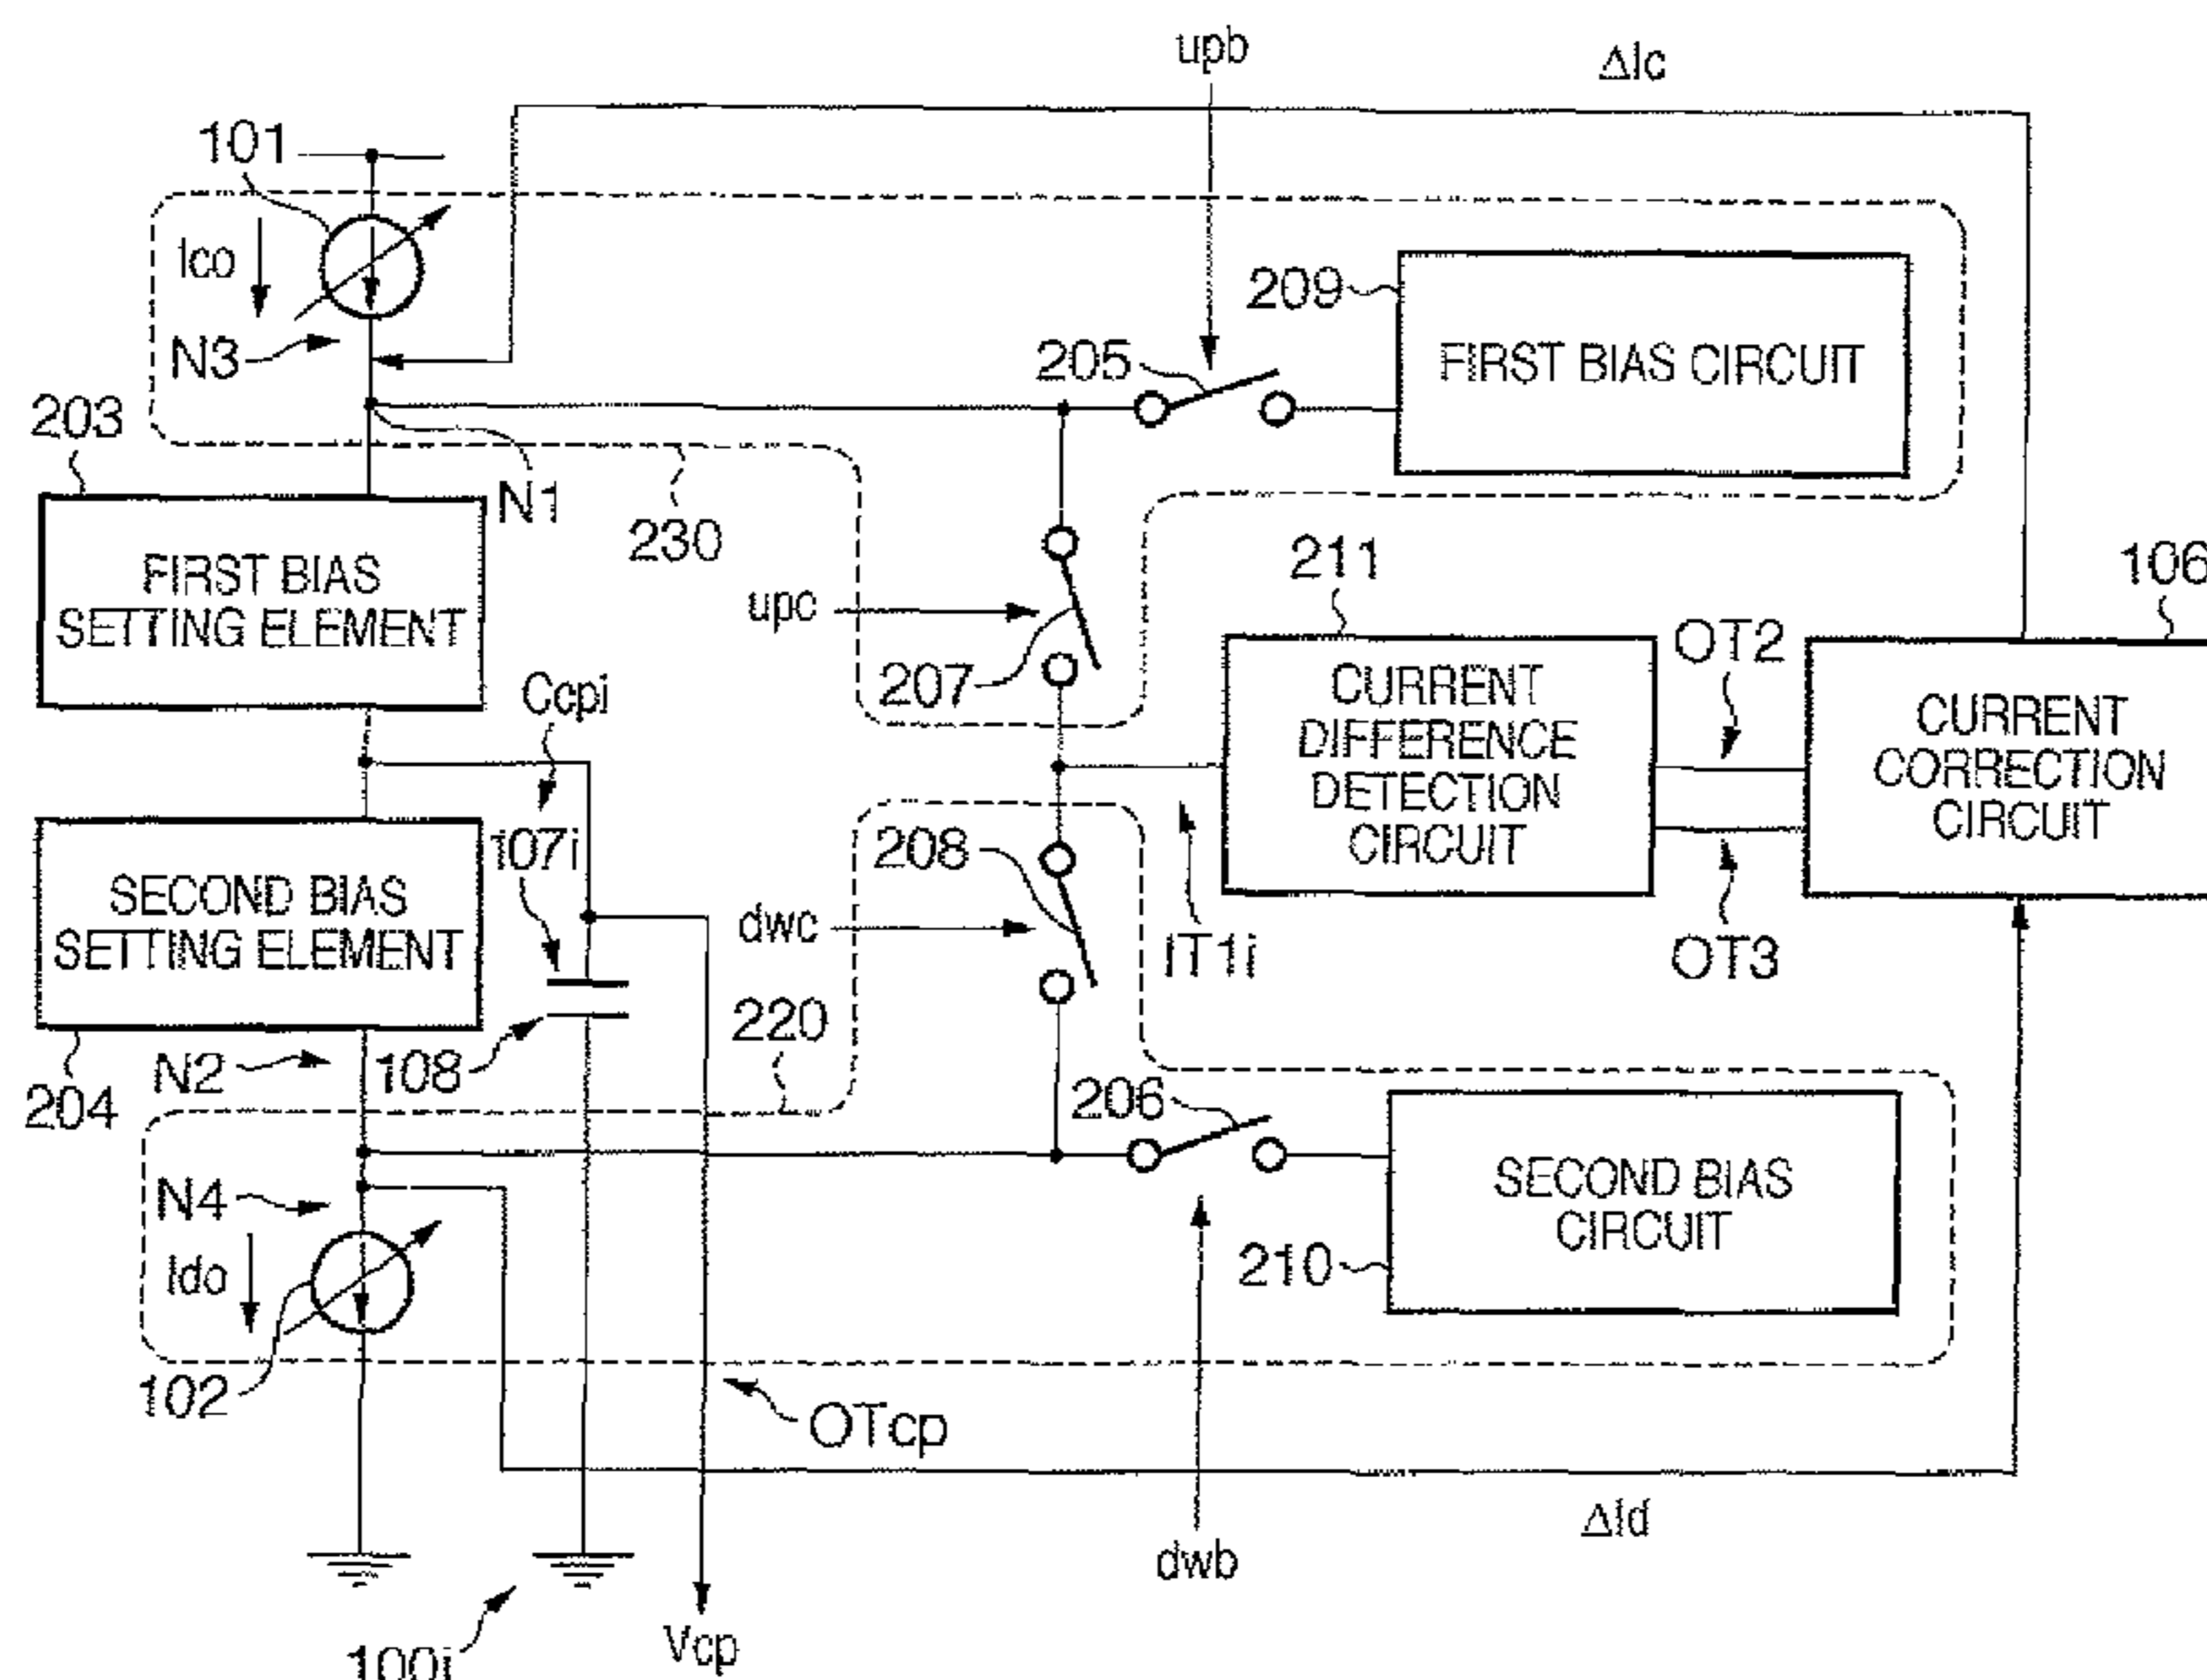 upb
ΔIc
101
Ico
209
N3
205
FIRST BIAS CIRCUIT
203
N1
230
FIRST BIAS
SETTING ELEMENT
211
106
upc
OT2
207
Ccpi
CURRENT
DIFFERENCE
DETECTION
CIRCUIT
CURRENT
CORRECTION
CIRCUIT
107i
208
SECOND BIAS
SETTING ELEMENT
dwc
IT1i
OT3
220
N2
108
204
206
N4
SECOND BIAS
CIRCUIT
Ido
210
102
OTcp
ΔId
dwb
Vcp
100i